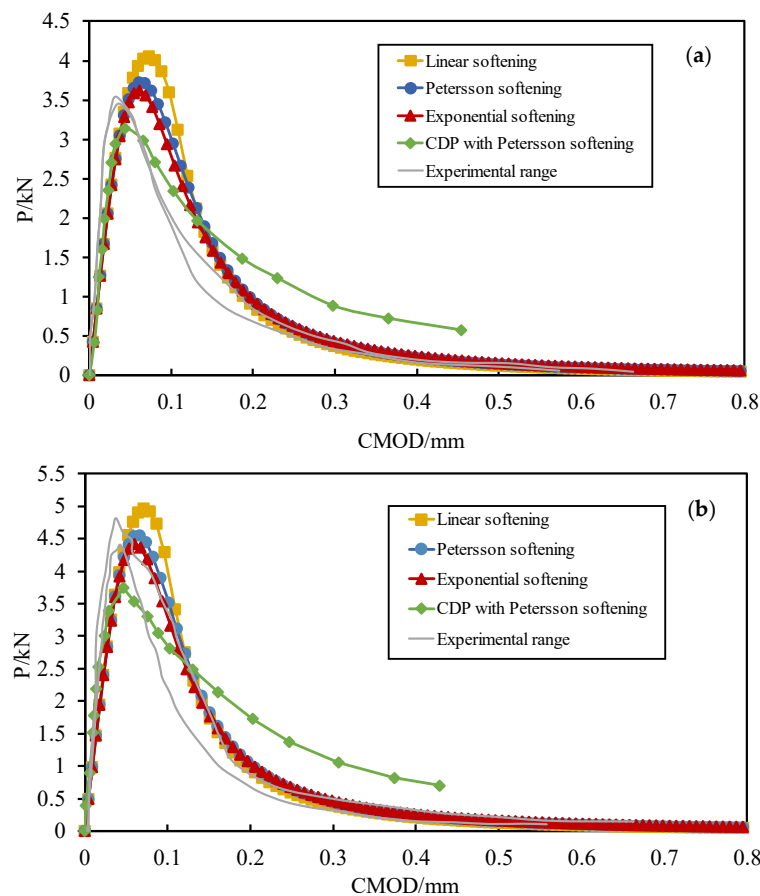 4.5
4
3.5
3
2.5
2
1.5
1
0.5
0
P/kN
(a)
Linear softening
Petersson softening
Exponential softening
CDP with Petersson softening
Experimental range
0 0.1 0.2 0.3 0.4 0.5 0.6 0.7 0.8
CMOD/mm
5.5
5
4.5
4
3.5
3
2.5
2
1.5
1
0.5
0
P/kN
(b)
Linear softening
Petersson softening
Exponential softening
CDP with Petersson softening
Experimental range
0 0.1 0.2 0.3 0.4 0.5 0.6 0.7 0.8
CMOD/mm